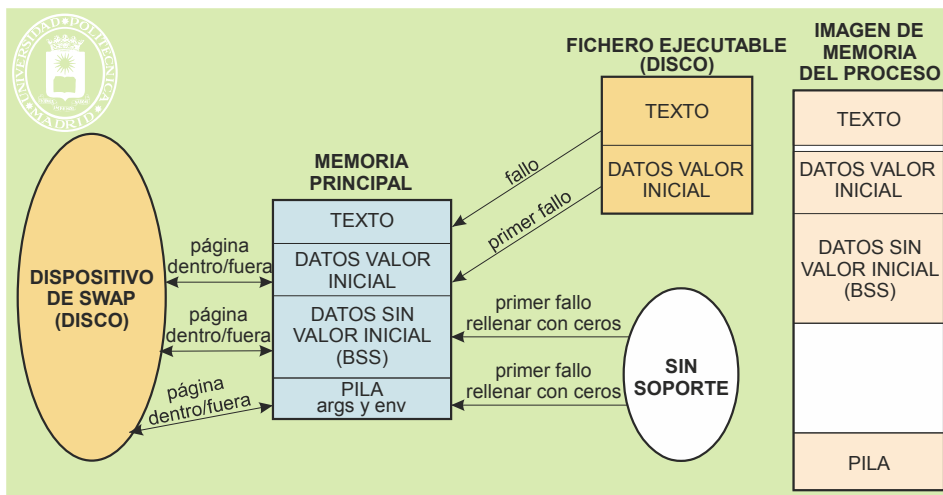 UNIVERSIDAD POLITÉCNICA
MADRID
FICHERO EJECUTABLE
(DISCO)
TEXTO
DATOS VALOR
INICIAL
IMAGEN DE
MEMORIA
DEL PROCESO
TEXTO
DATOS VALOR
INICIAL
DATOS SIN
VALOR INICIAL
(BSS)
PILA
MEMORIA
PRINCIPAL
TEXTO
DATOS VALOR
INICIAL
DATOS SIN
VALOR INICIAL
(BSS)
PILA
args y env
fallo
primer fallo
DISPOSITIVO
DE SWAP
(DISCO)
página
dentro/fuera
página
dentro/fuera
página
dentro/fuera
primer fallo
rellenar con ceros
primer fallo
rellenar con ceros
SIN
SOPORTE